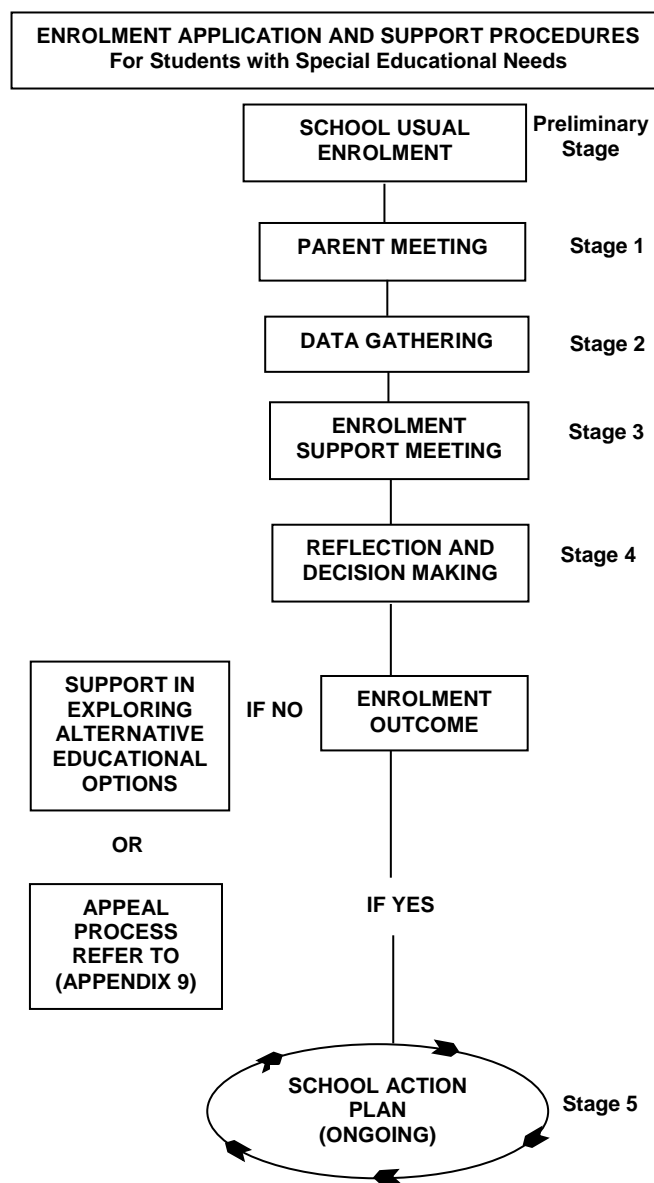 ENROLMENT APPLICATION AND SUPPORT PROCEDURES
For Students with Special Educational Needs
SCHOOL USUAL
ENROLMENT
Preliminary
Stage
PARENT MEETING
Stage 1
DATA GATHERING
Stage 2
ENROLMENT
SUPPORT MEETING
Stage 3
REFLECTION AND
DECISION MAKING
Stage 4
ENROLMENT
OUTCOME
IF NO
SUPPORT IN
EXPLORING
ALTERNATIVE
EDUCATIONAL
OPTIONS
OR
APPEAL
PROCESS
REFER TO
(APPENDIX 9)
IF YES
SCHOOL ACTION
PLAN
(ONGOING)
Stage 5